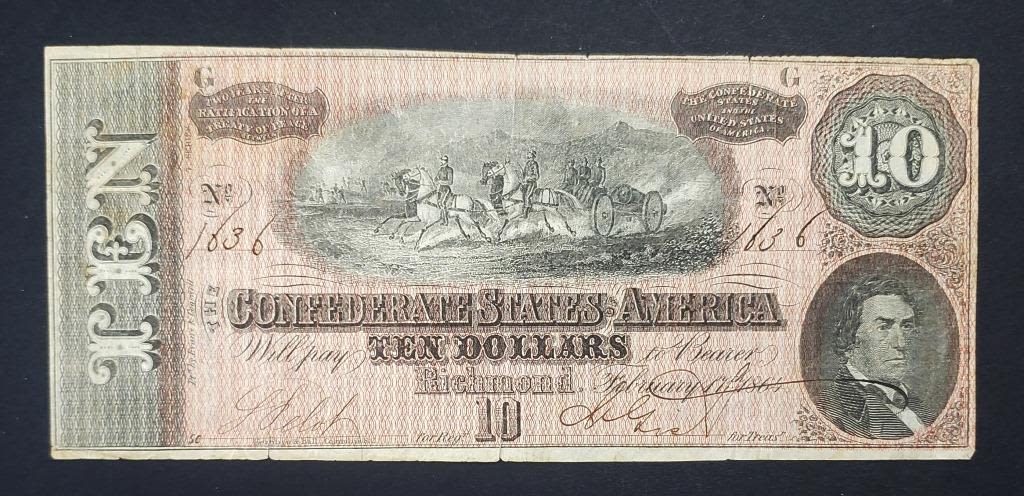 G G
TWO YEARS AFTER
THE
RATIFICATION OF A
TREATY OF PEACE
THE CONFEDERATE
STATES
AND THE
UNITED STATES
OF AMERICA
10
TEN
No No
1636 1636
THE
CONFEDERATE STATES OF AMERICA
Will pay TEN DOLLARS to Bearer
Richmond. February 17th 1864
10
for Regr. for Treasr.